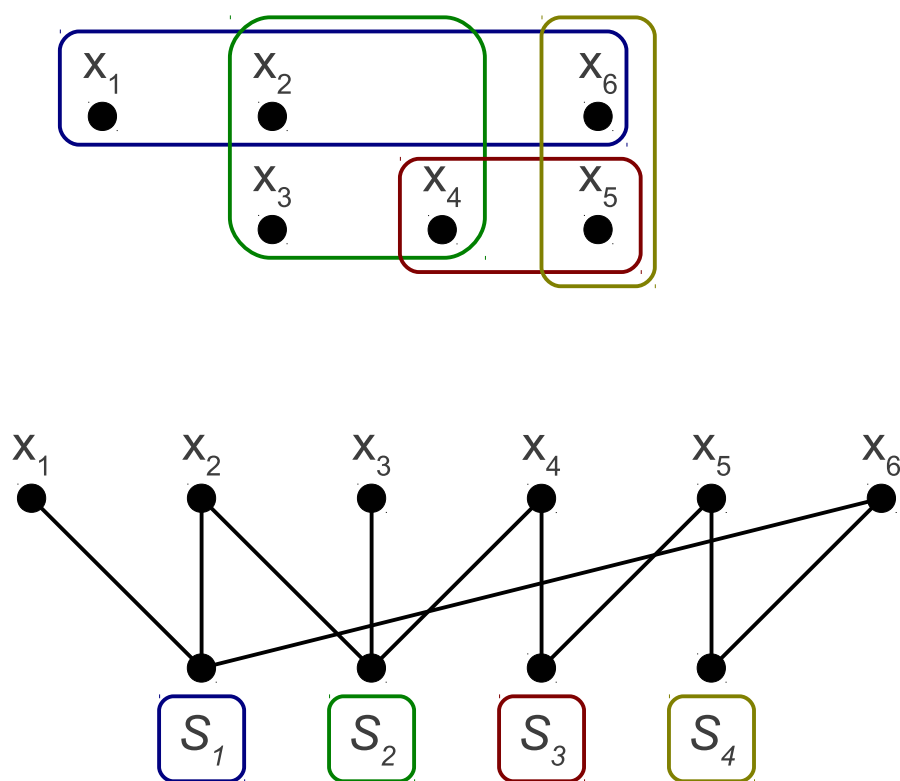 x₁ x₂ x₆
x₃ x₄ x₅
x₁ x₂ x₃ x₄ x₅ x₆
S₁ S₂ S₃ S₄